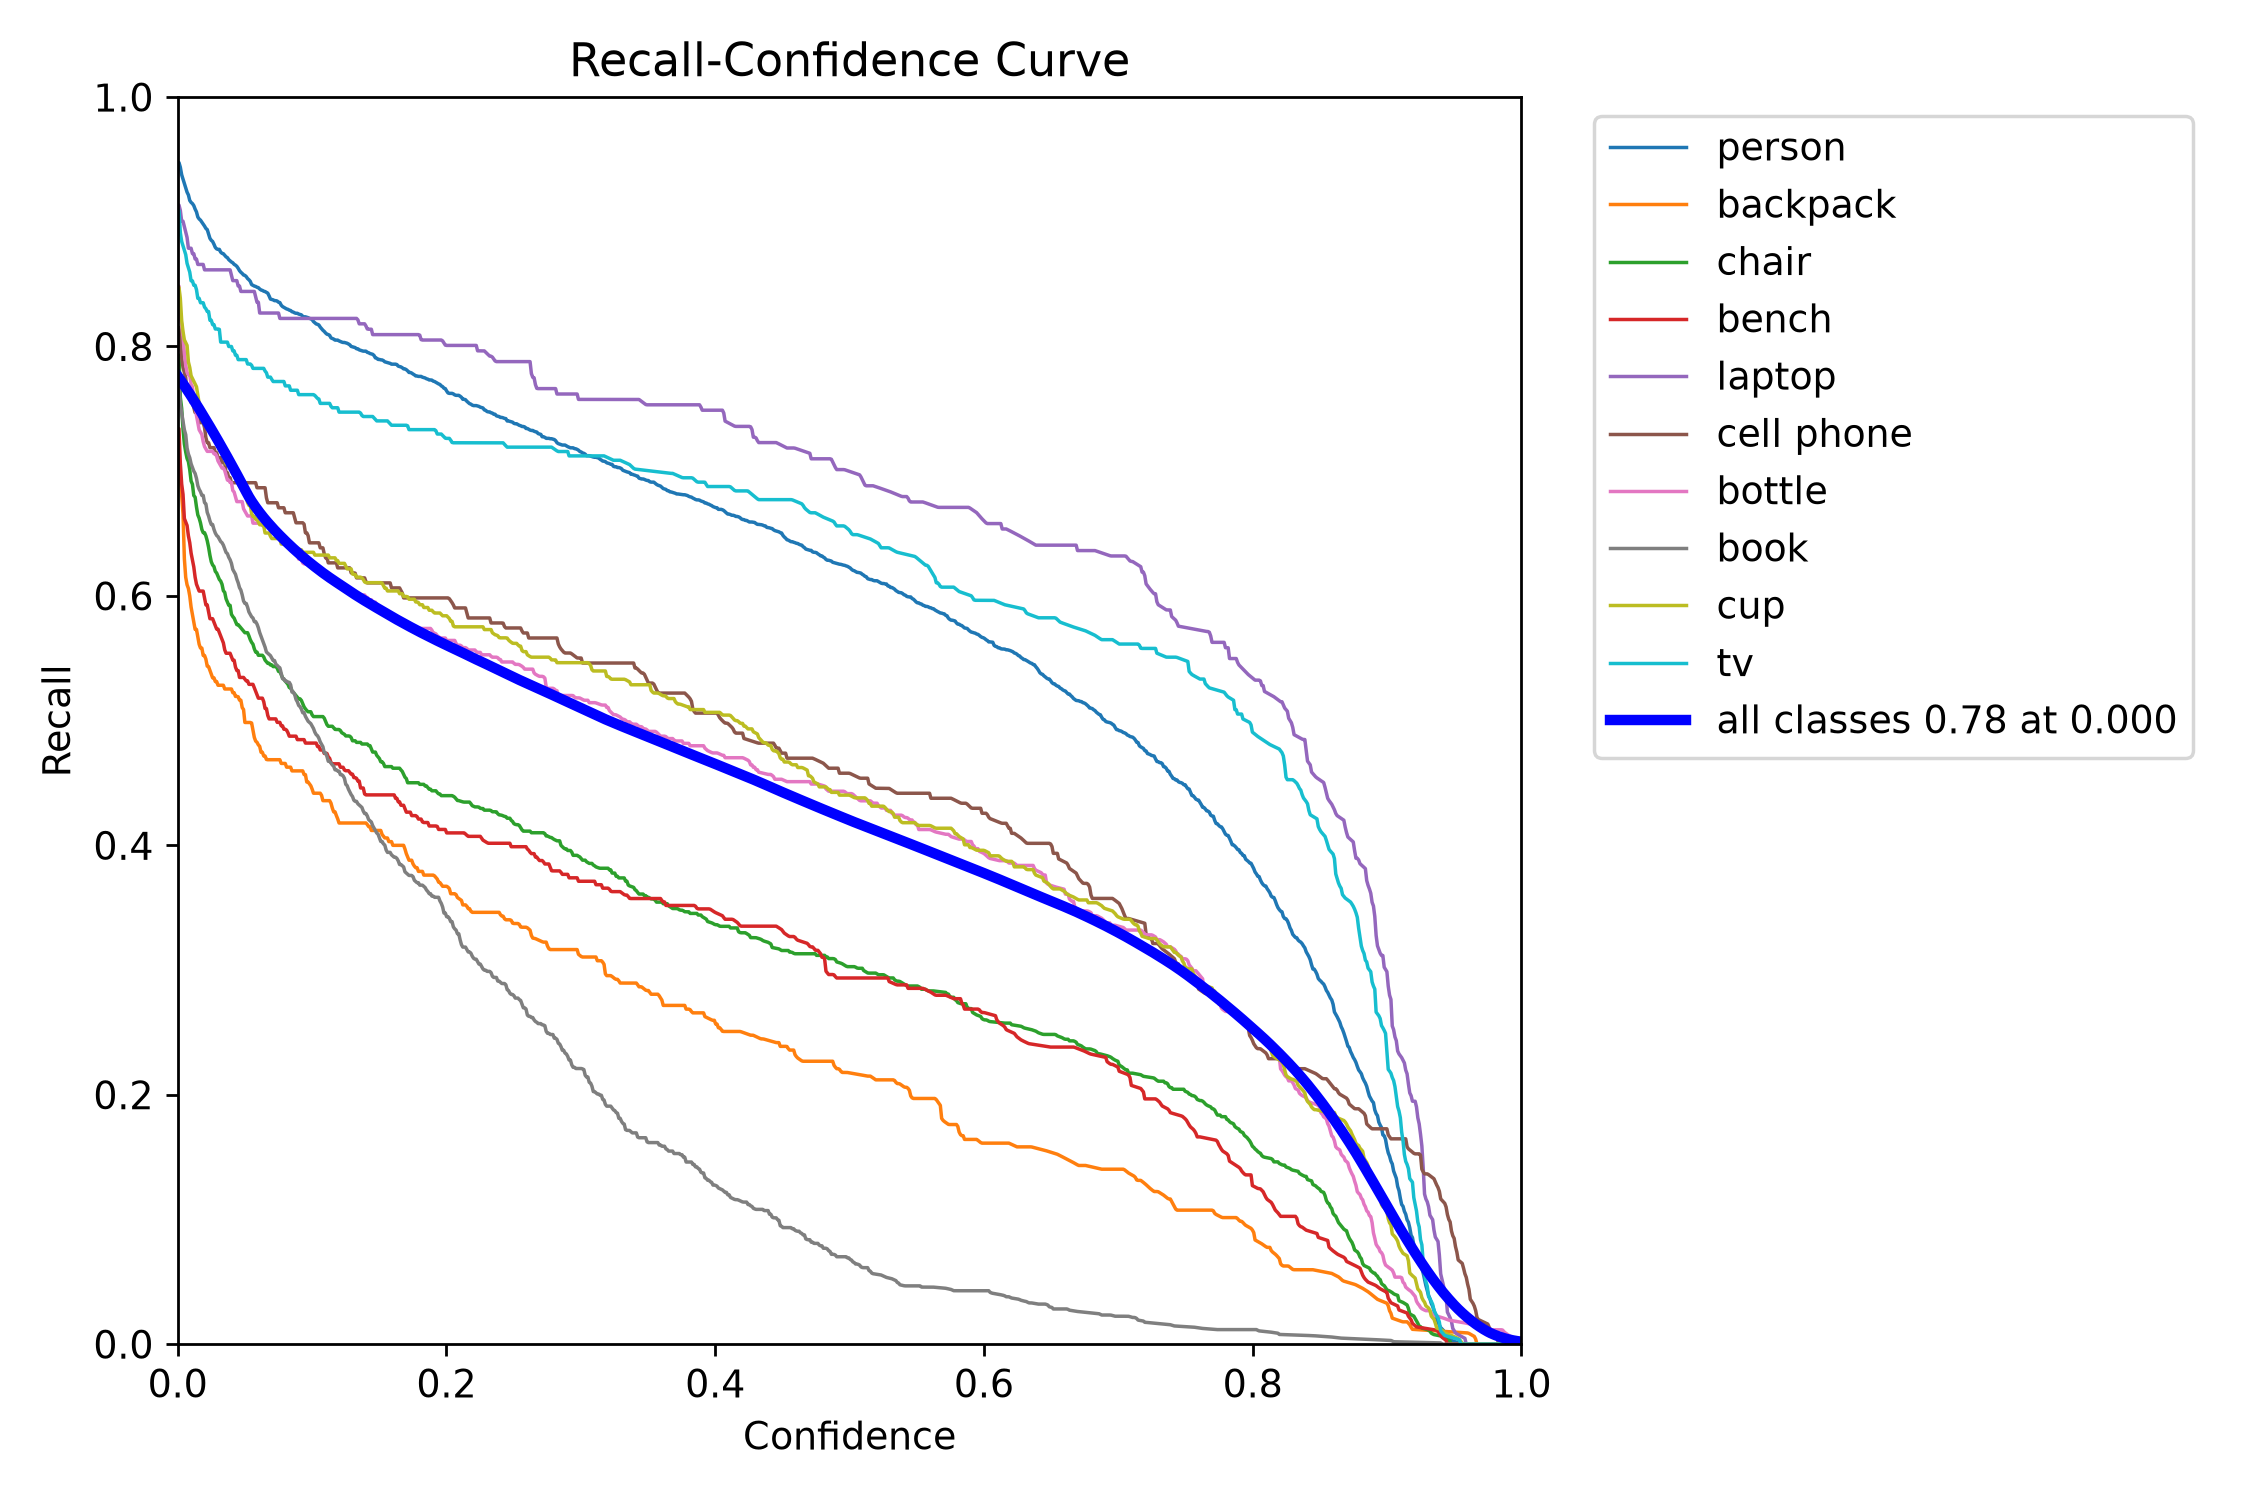 Recall-Confidence Curve
1.0
0.8
0.6
0.4
0.2
0.0
Recall
0.0 0.2 0.4 0.6 0.8 1.0
Confidence
person
backpack
chair
bench
laptop
cell phone
bottle
book
cup
tv
all classes 0.78 at 0.000